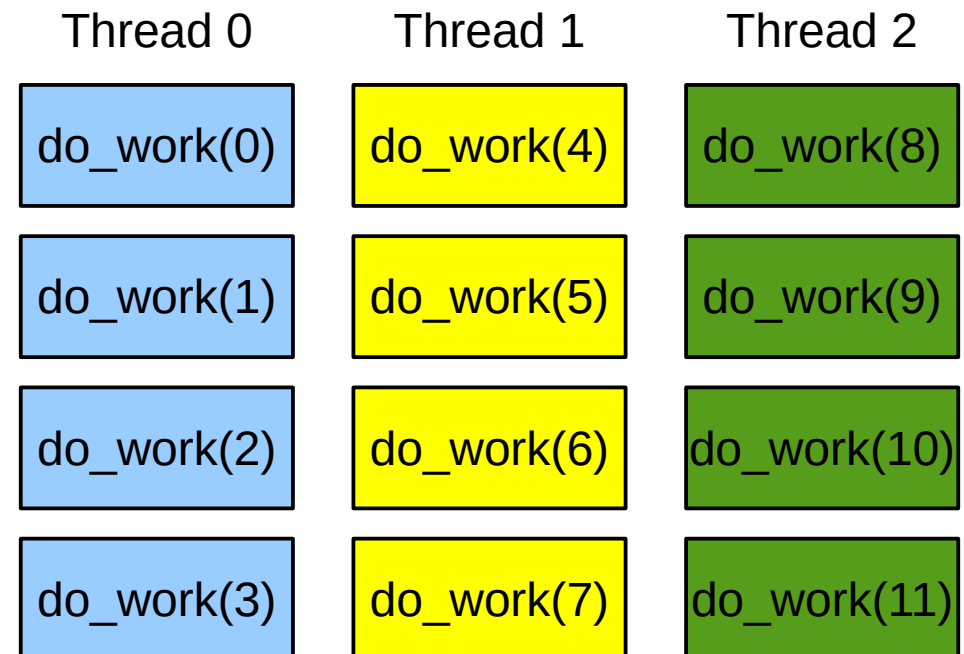 Thread 0 Thread 1 Thread 2
do_work(0) do_work(4) do_work(8)
do_work(1) do_work(5) do_work(9)
do_work(2) do_work(6) do_work(10)
do_work(3) do_work(7) do_work(11)